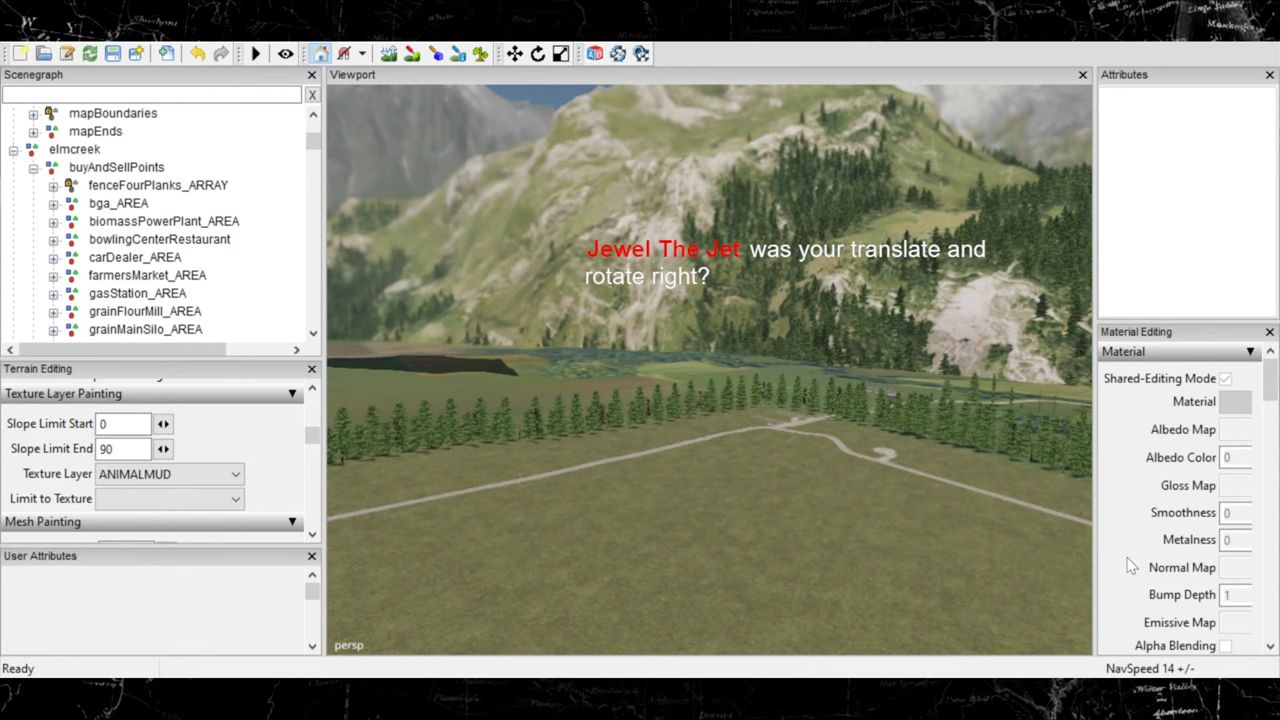 Scenegraph
X
mapBoundaries
mapEnds
elmcreek
buyAndSellPoints
fenceFourPlanks_ARRAY
bga_AREA
biomassPowerPlant_AREA
bowlingCenterRestaurant
carDealer_AREA
farmersMarket_AREA
gasStation_AREA
grainFlourMill_AREA
grainMainSilo_AREA
Terrain Editing
Texture Layer Painting
Slope Limit Start 0
Slope Limit End 90
Texture Layer ANIMALMUD
Limit to Texture
Mesh Painting
User Attributes
Ready
Viewport
Jewel The Jet was your translate and
rotate right?
persp
Attributes
Material Editing
Material
Shared-Editing Mode
Material
Albedo Map
Albedo Color 0
Gloss Map
Smoothness 0
Metalness 0
Normal Map
Bump Depth 1
Emissive Map
Alpha Blending
NavSpeed 14 +/-